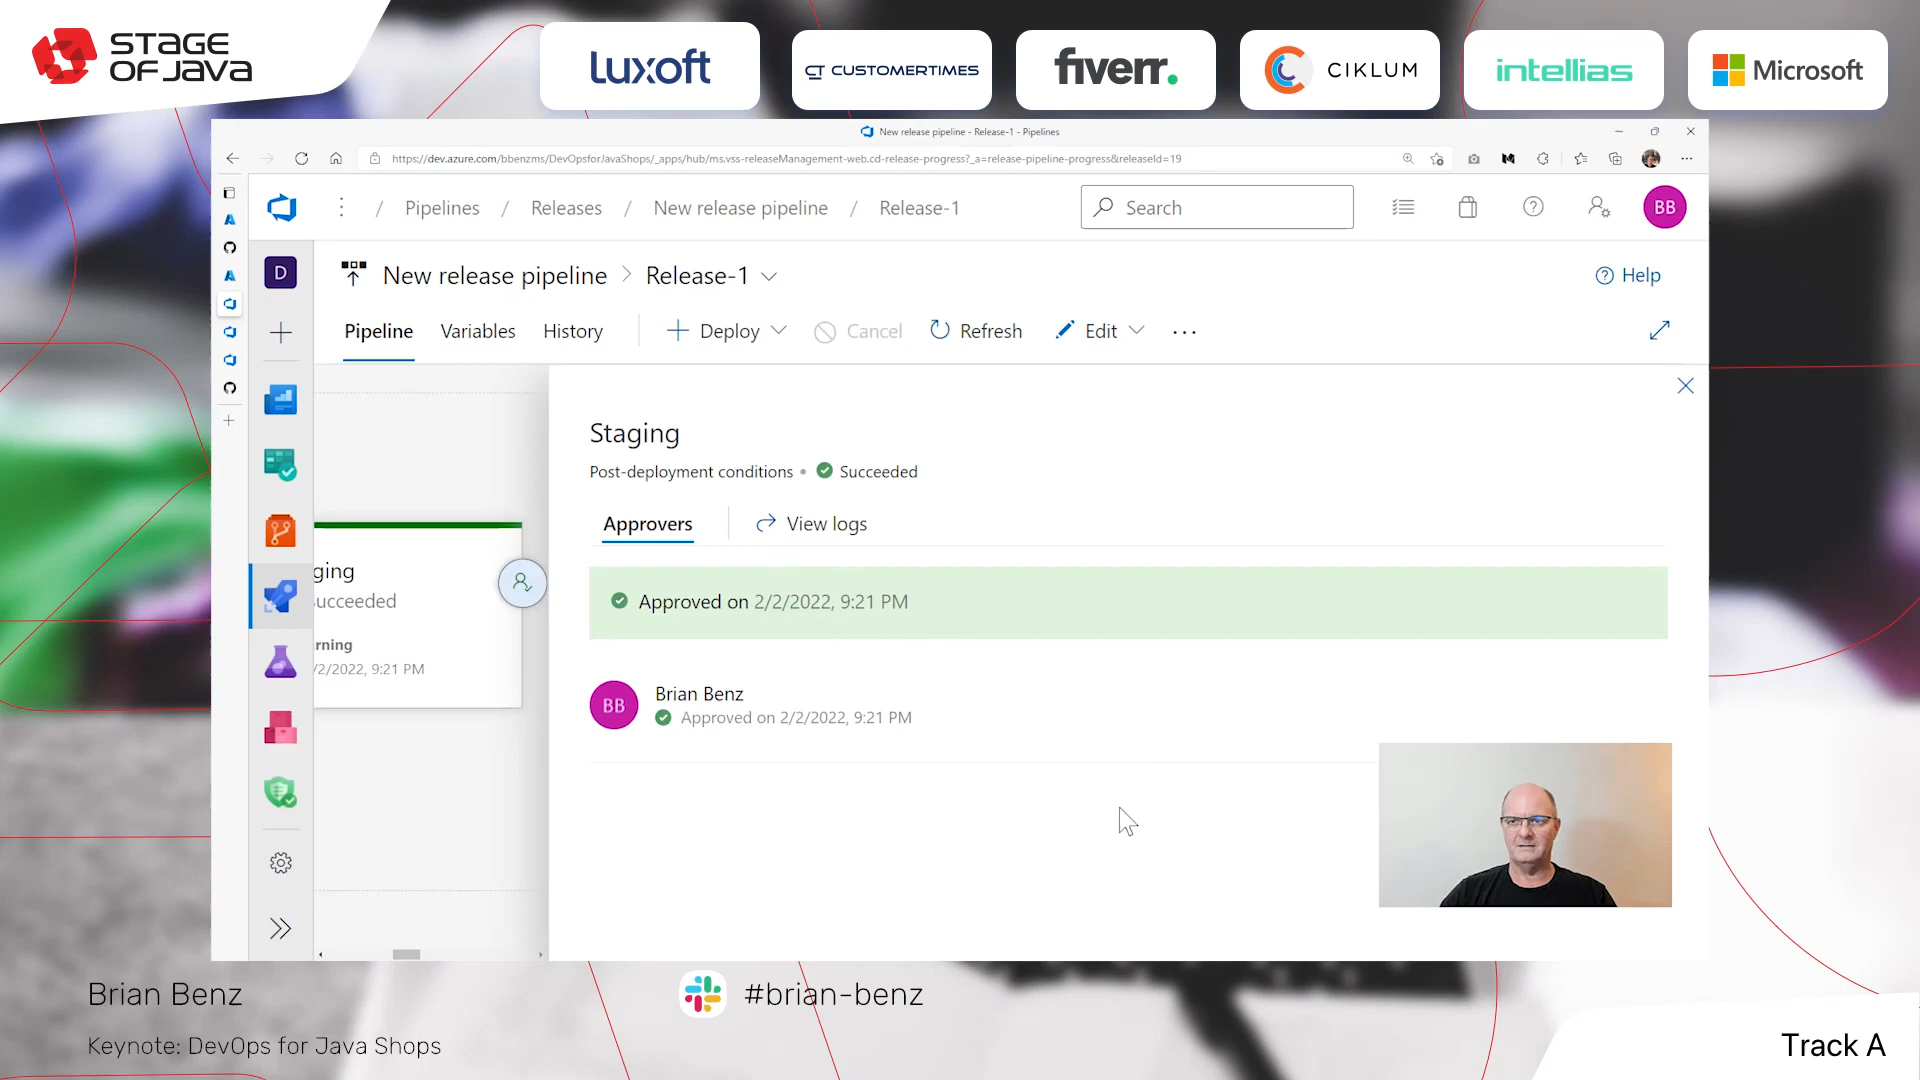 STAGE
OF JAVA
luxoft
CT CUSTOMERTIMES
fiverr.
CIKLUM
intellias
Microsoft
New release pipeline - Release-1 - Pipelines
https://dev.azure.com/bbenzms/DevOpsforJavaShops/_apps/hub/ms.vss-releaseManagement-web.cd-release-progress?_a=release-pipeline-progress&releaseId=19
/ Pipelines / Releases / New release pipeline / Release-1
Search
BB
D
New release pipeline > Release-1
Help
Pipeline Variables History Deploy Cancel Refresh Edit ...
Staging
Post-deployment conditions • Succeeded
Approvers View logs
ging
ucceeded
rning
/2/2022, 9:21 PM
Approved on 2/2/2022, 9:21 PM
BB
Brian Benz
Approved on 2/2/2022, 9:21 PM
Brian Benz
#brian-benz
Keynote: DevOps for Java Shops
Track A